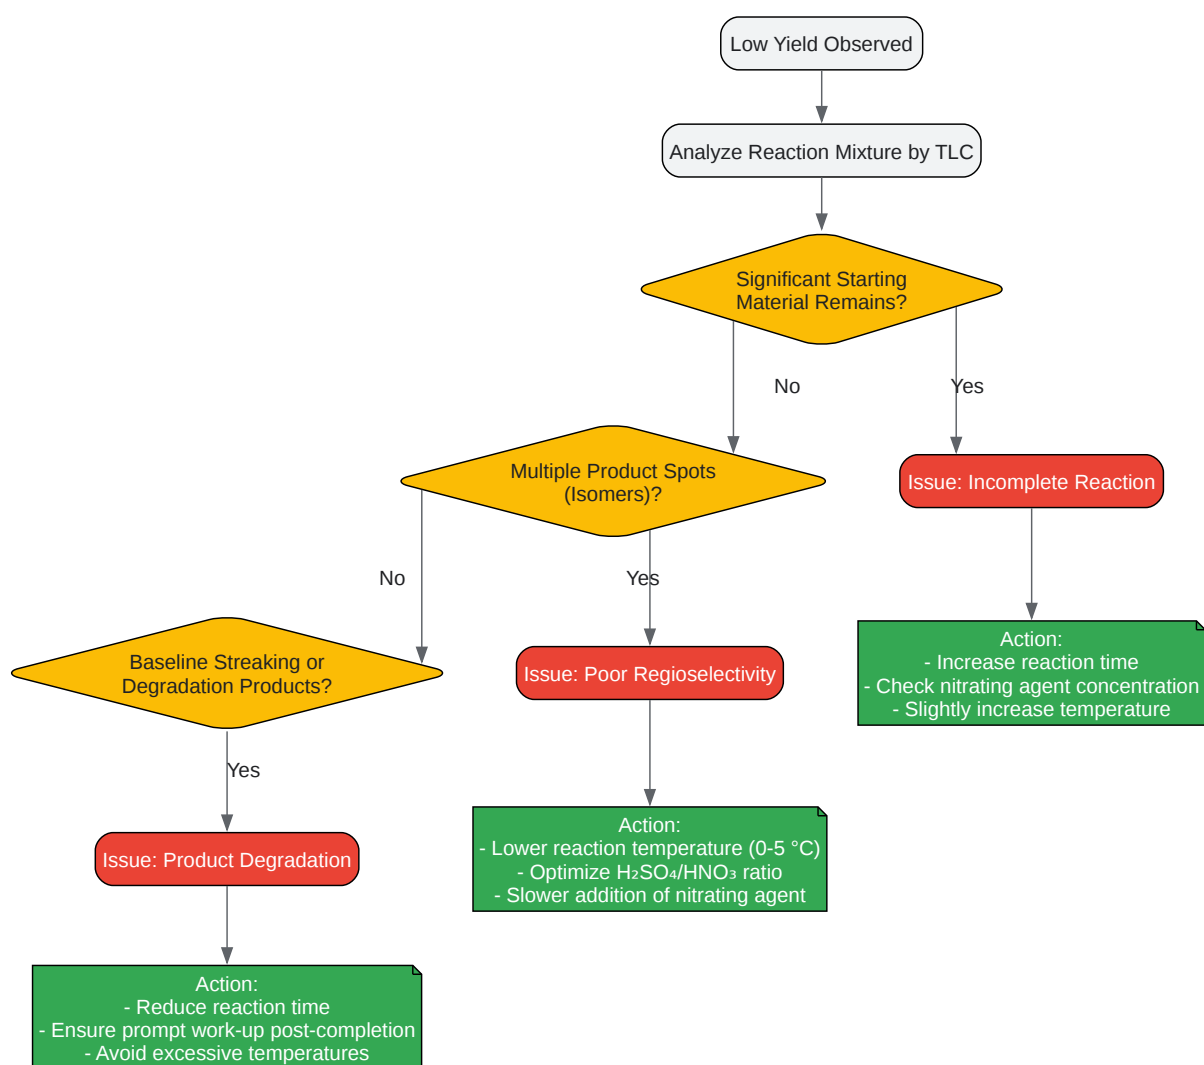 Low Yield Observed
Analyze Reaction Mixture by TLC
Significant Starting
Material Remains?
No
Yes
Multiple Product Spots
(Isomers)?
Issue: Incomplete Reaction
No
Yes
Action:
- Increase reaction time
- Check nitrating agent concentration
- Slightly increase temperature
Baseline Streaking or
Degradation Products?
Issue: Poor Regioselectivity
Yes
Action:
- Lower reaction temperature (0-5 °C)
- Optimize H₂SO₄/HNO₃ ratio
- Slower addition of nitrating agent
Issue: Product Degradation
Action:
- Reduce reaction time
- Ensure prompt work-up post-completion
- Avoid excessive temperatures